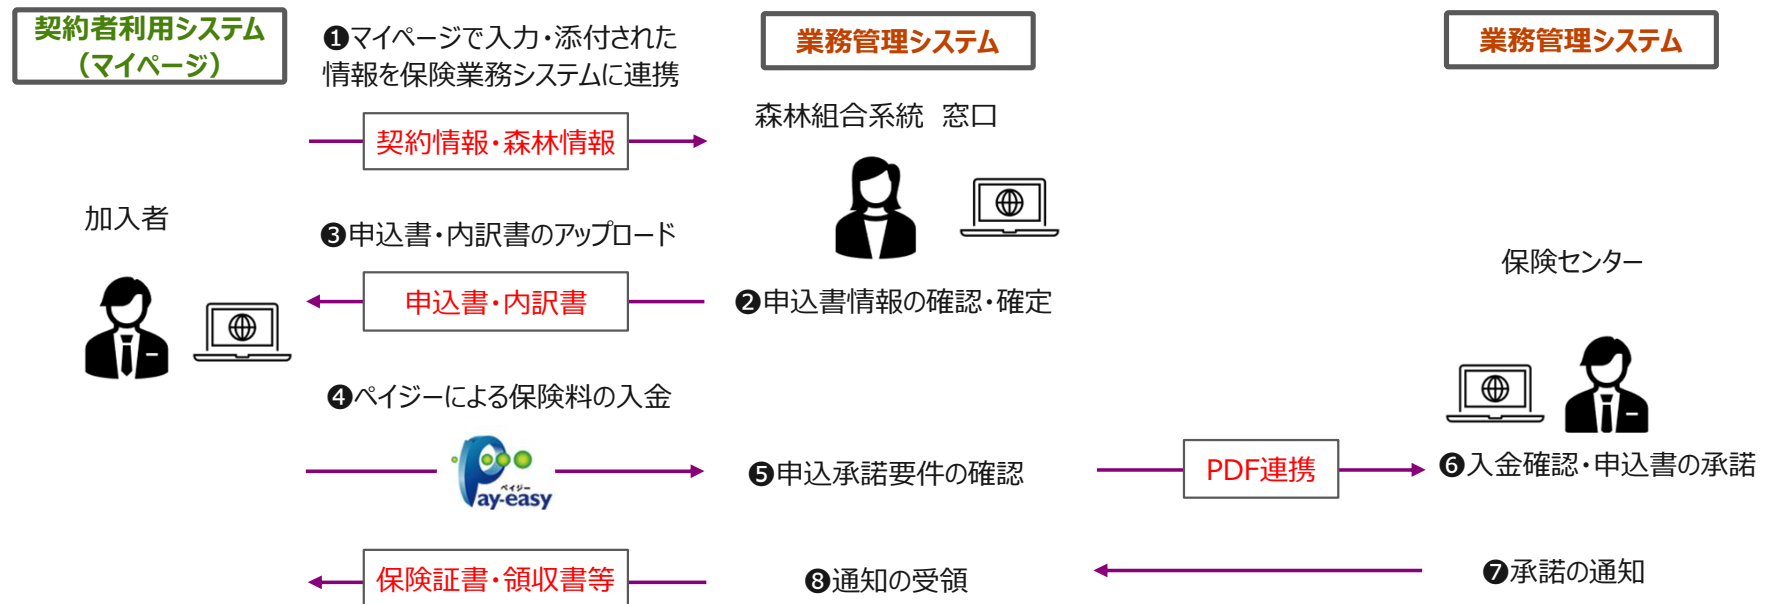 契約者利用システム
（マイページ）
❶マイページで入力・添付された
情報を保険業務システムに連携
業務管理システム
業務管理システム
契約情報・森林情報
森林組合系統　窓口
加入者
❸申込書・内訳書のアップロード
申込書・内訳書
❷申込書情報の確認・確定
保険センター
❹ペイジーによる保険料の入金
ペイジー
Pay-easy
❺申込承諾要件の確認
PDF連携
❻入金確認・申込書の承諾
保険証書・領収書等
❽通知の受領
❼承諾の通知